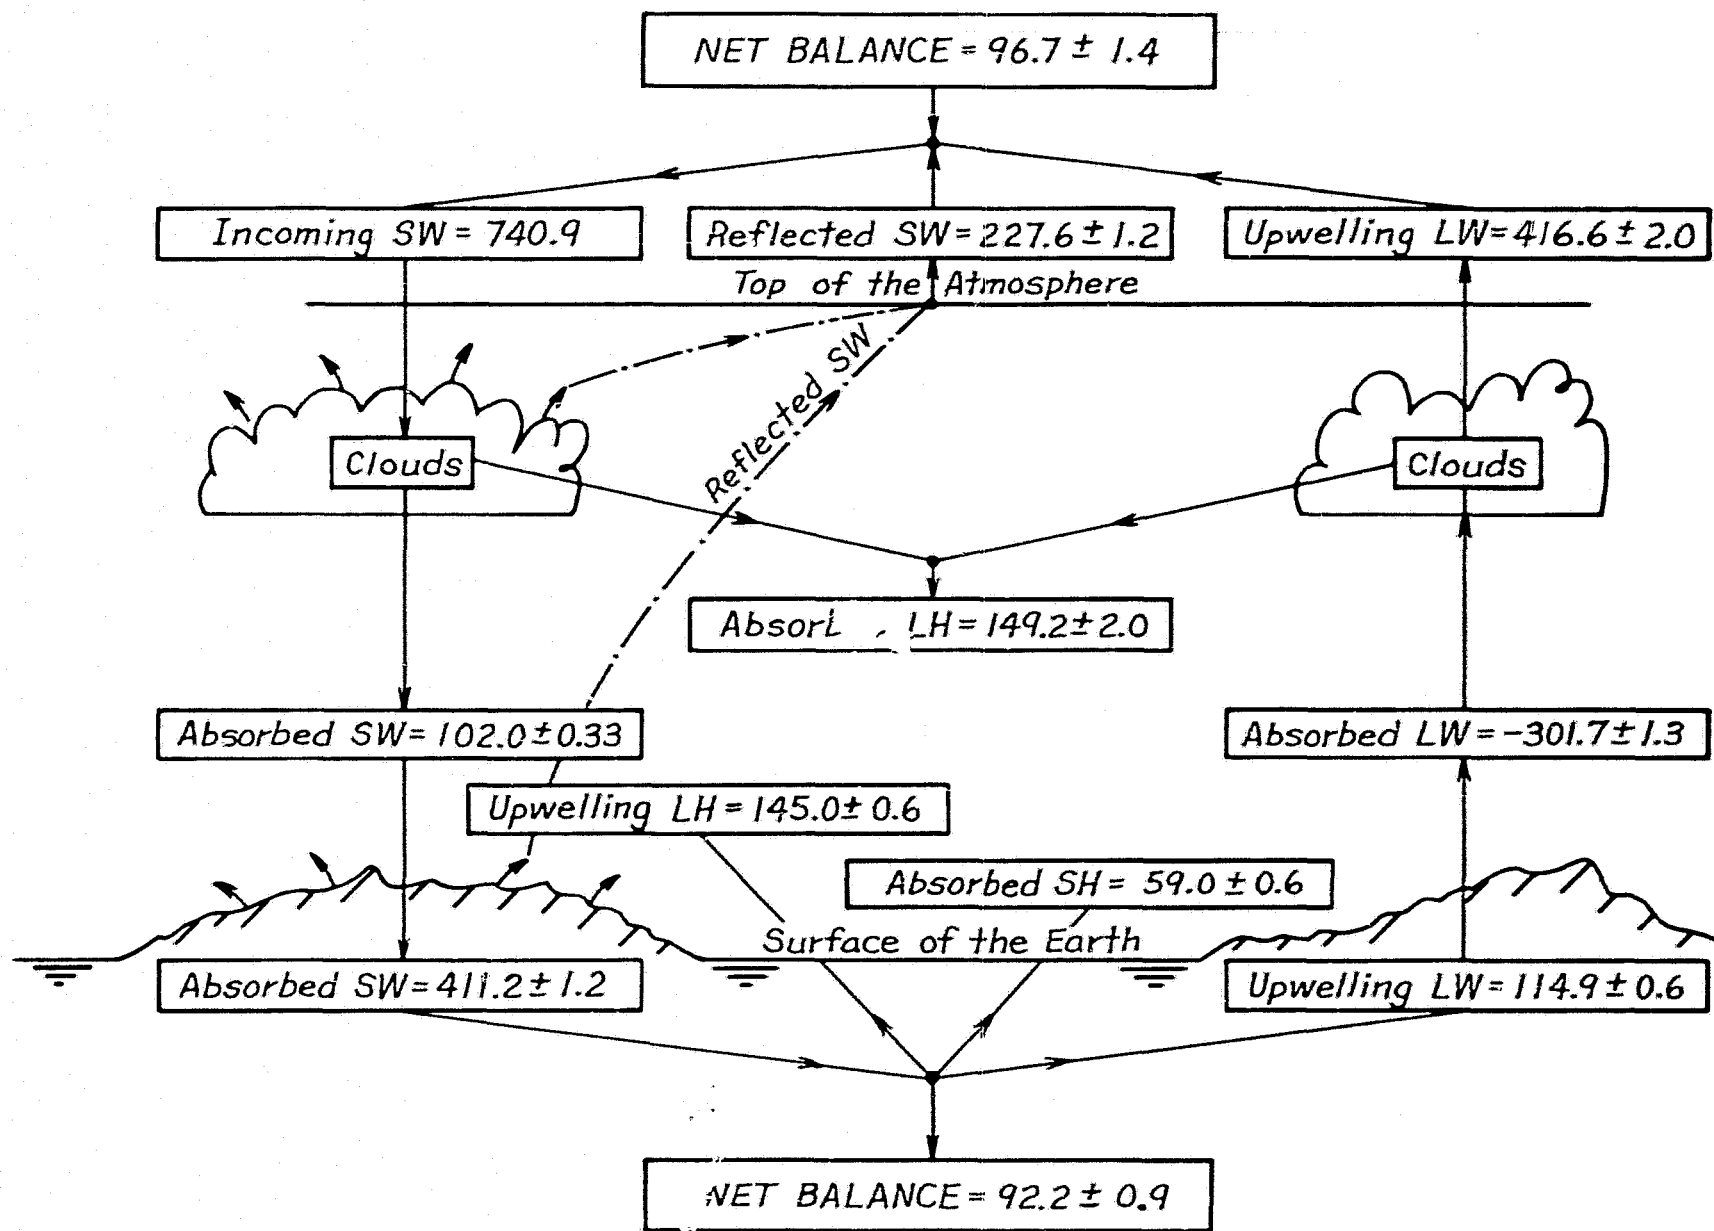 NET BALANCE = 96.7 ± 1.4
Incoming SW = 740.9
Reflected SW = 227.6 ± 1.2
Upwelling LW = 416.6 ± 2.0
Top of the Atmosphere
Reflected SW
Clouds
Clouds
LH = 149.2 ± 2.0
Absorbed SW = 102.0 ± 0.33
Absorbed LW = -301.7 ± 1.3
Upwelling LH = 145.0 ± 0.6
Absorbed SH = 59.0 ± 0.6
Surface of the Earth
Absorbed SW = 411.2 ± 1.2
Upwelling LW = 114.9 ± 0.6
NET BALANCE = 92.2 ± 0.9